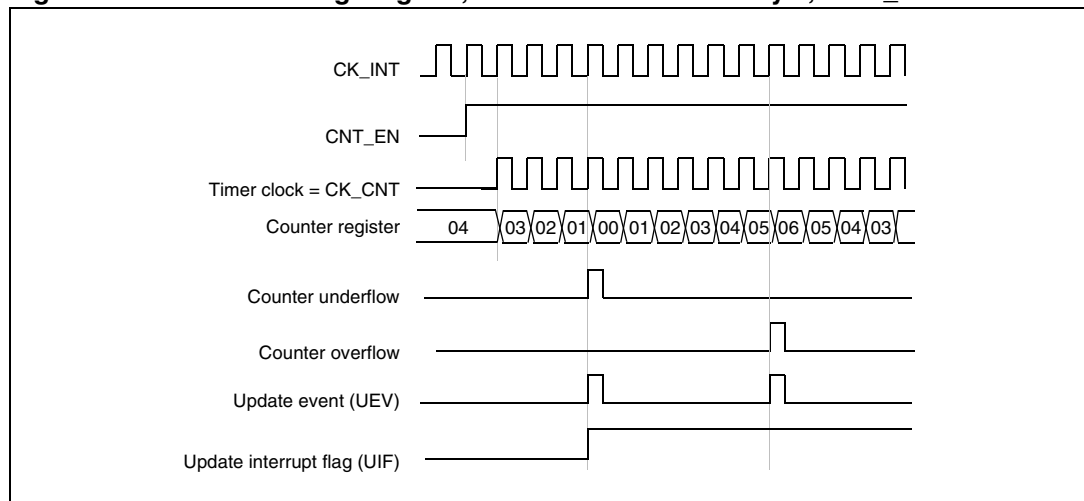 CK_INT
CNT_EN
Timer clock = CK_CNT
Counter register 04 03 02 01 00 01 02 03 04 05 06 05 04 03
Counter underflow
Counter overflow
Update event (UEV)
Update interrupt flag (UIF)